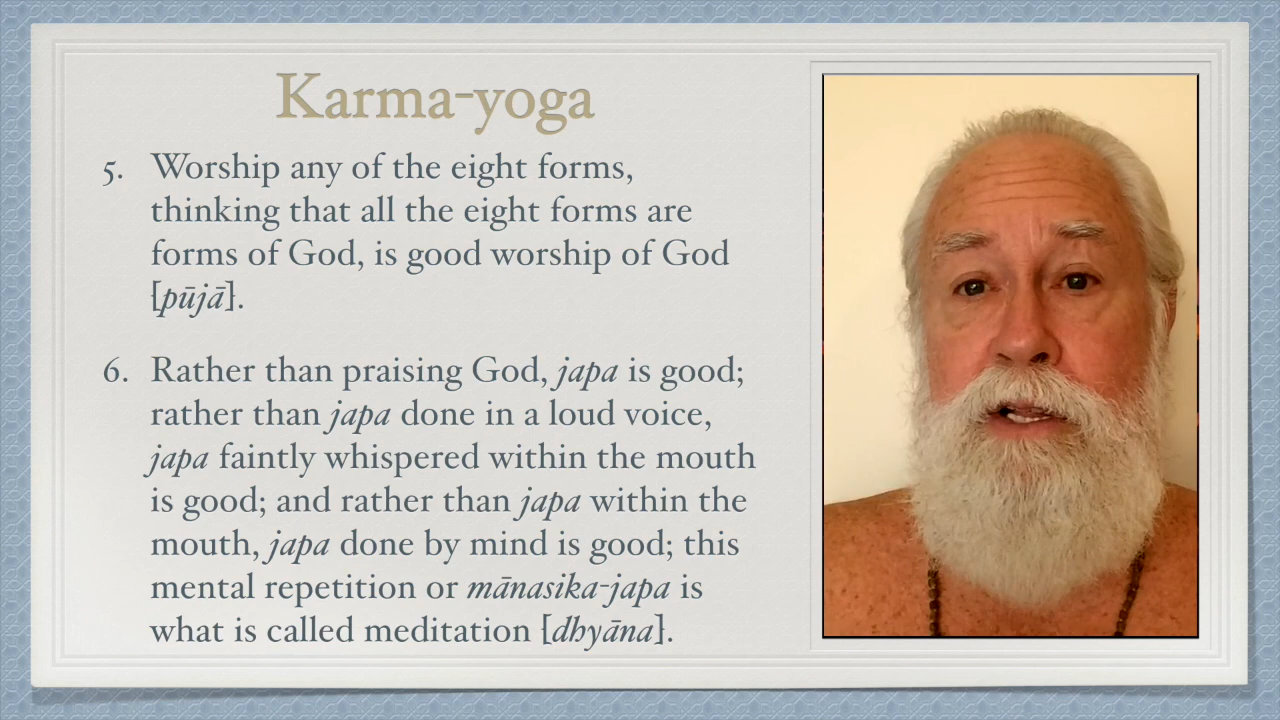 Karma-yoga
5. Worship any of the eight forms,
thinking that all the eight forms are
forms of God, is good worship of God
[pūjā].
6. Rather than praising God, japa is good;
rather than japa done in a loud voice,
japa faintly whispered within the mouth
is good; and rather than japa within the
mouth, japa done by mind is good; this
mental repetition or mānasika-japa is
what is called meditation [dhyāna].